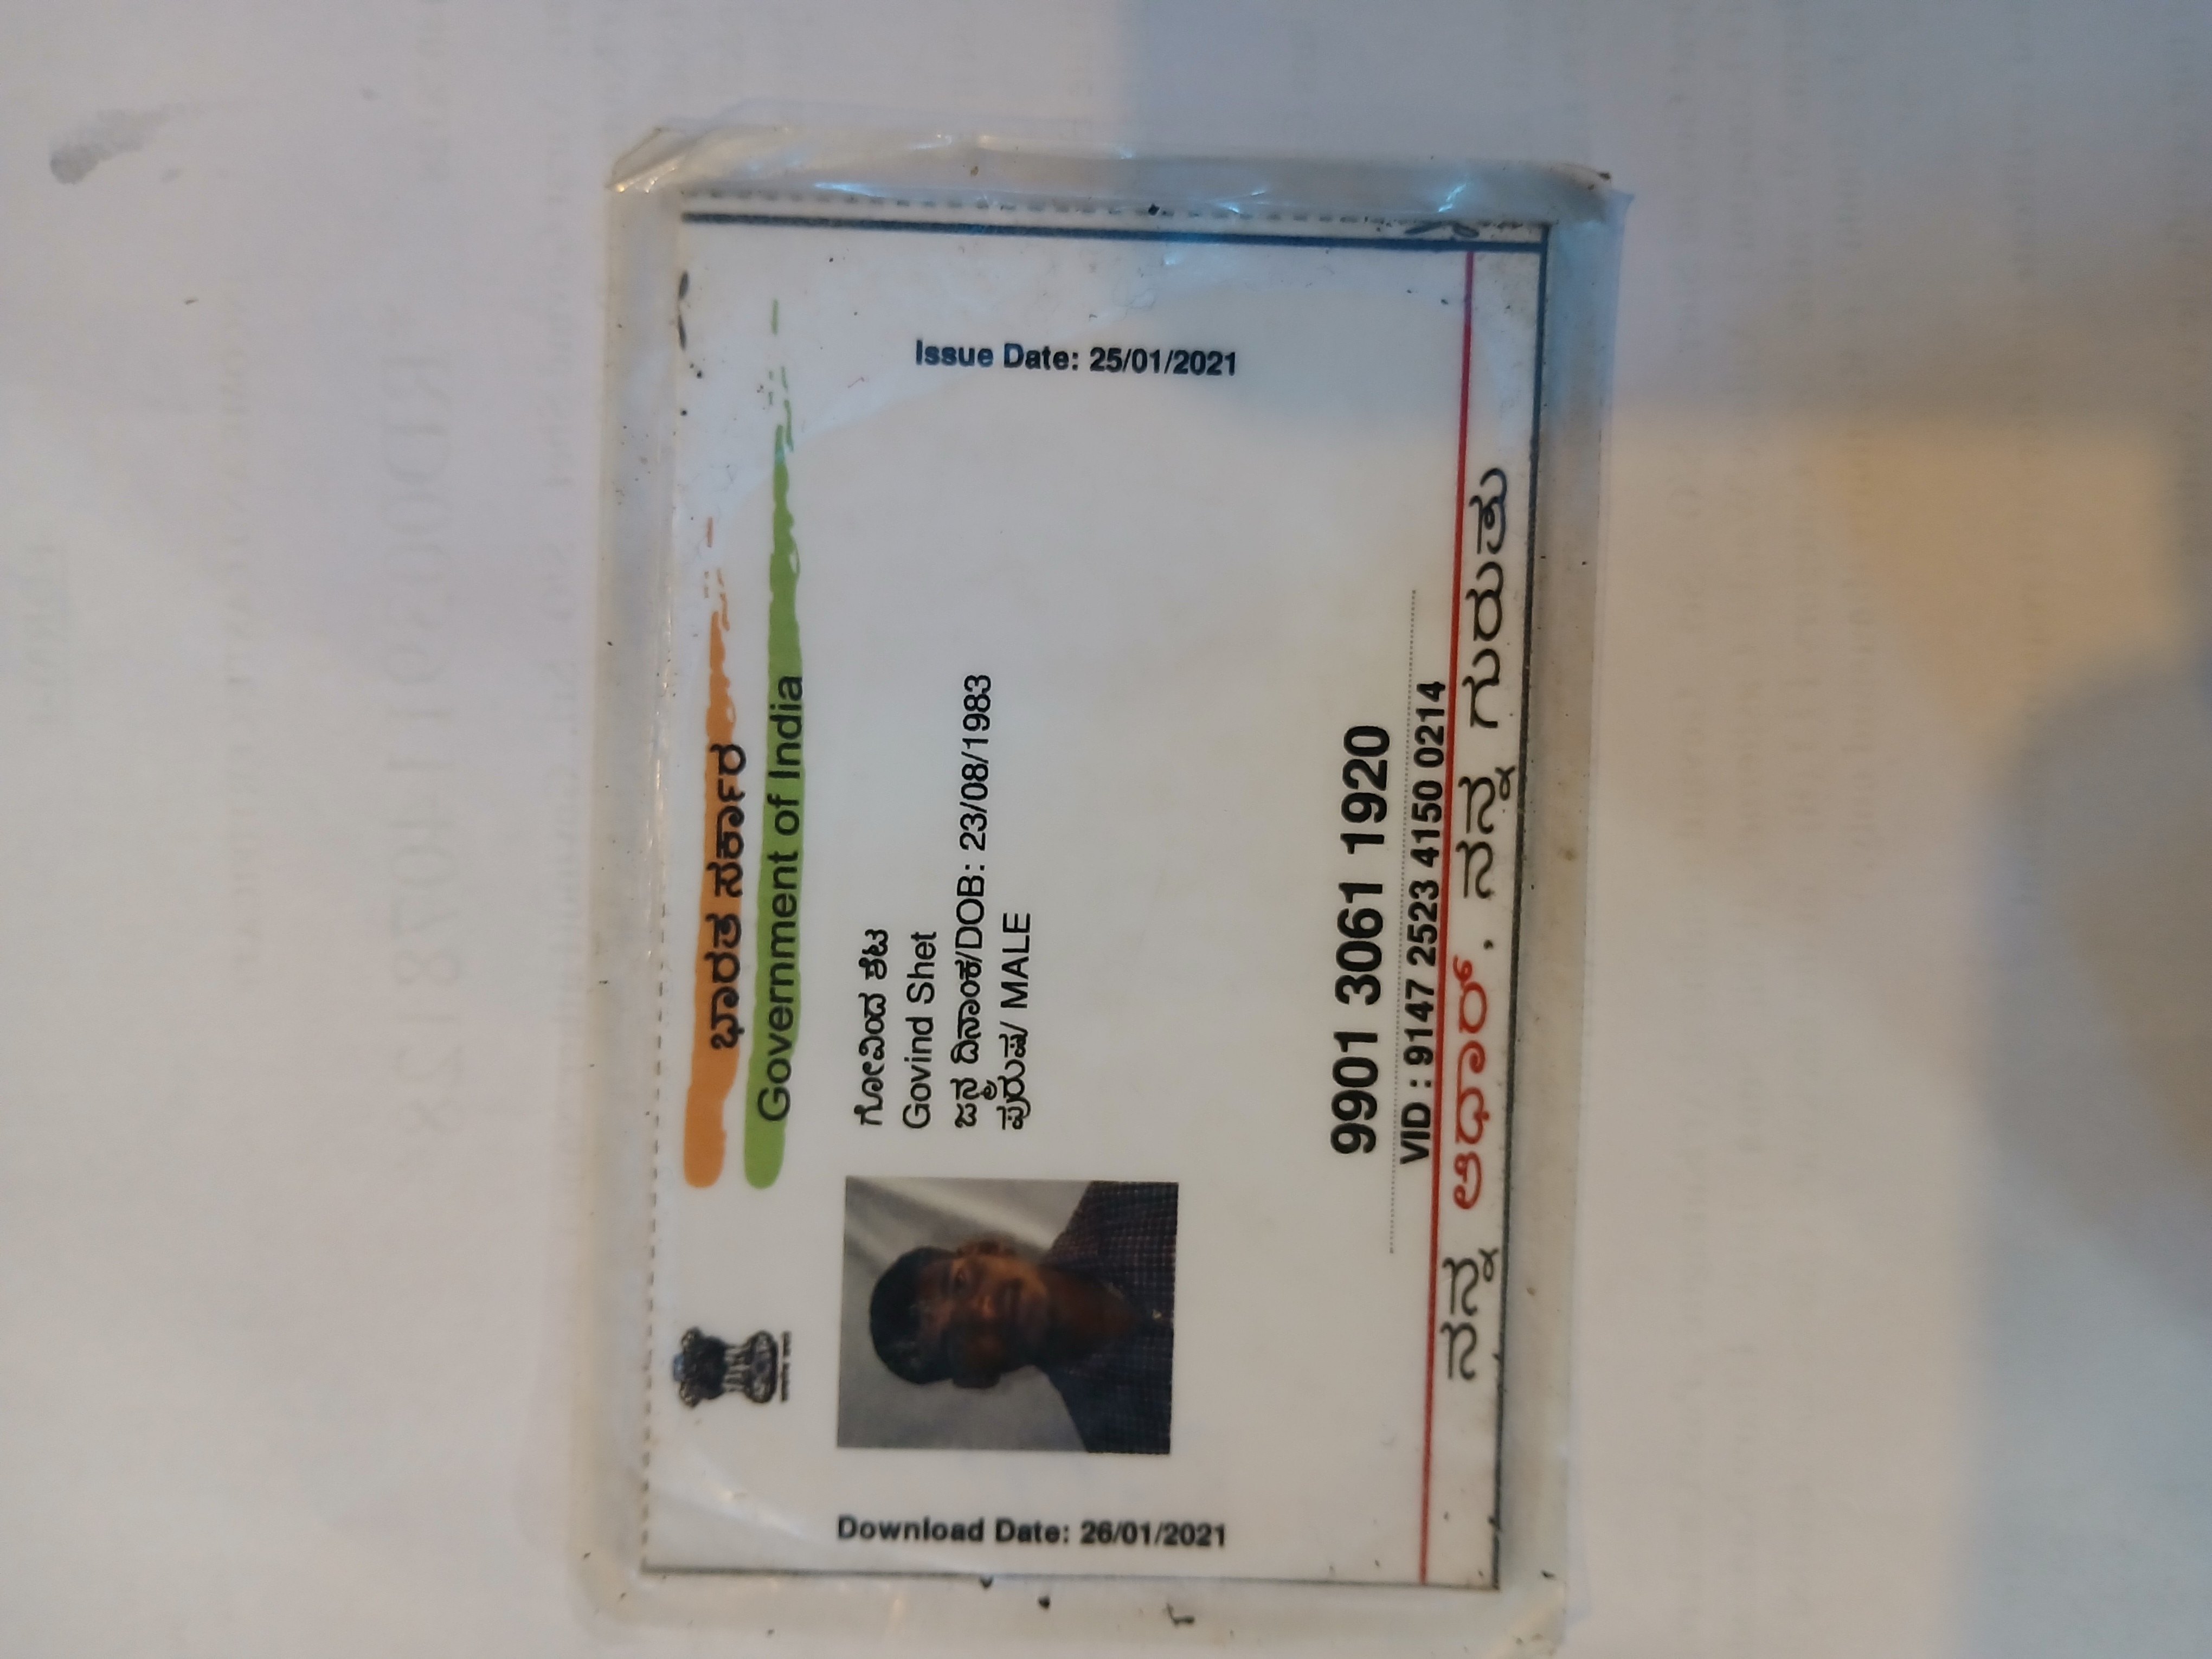 ಭಾರತ ಸರ್ಕಾರ
Government of India
Issue Date: 25/01/2021
Download Date: 26/01/2021
ಗೋವಿಂದ ಶೆಟ
Govind Shet
ಜನ್ಮ ದಿನಾಂಕ/DOB: 23/08/1983
ಪುರುಷ/ MALE
9901 3061 1920
VID : 9147 2523 4150 0214
ನನ್ನ ಆಧಾರ್, ನನ್ನ ಗುರುತು